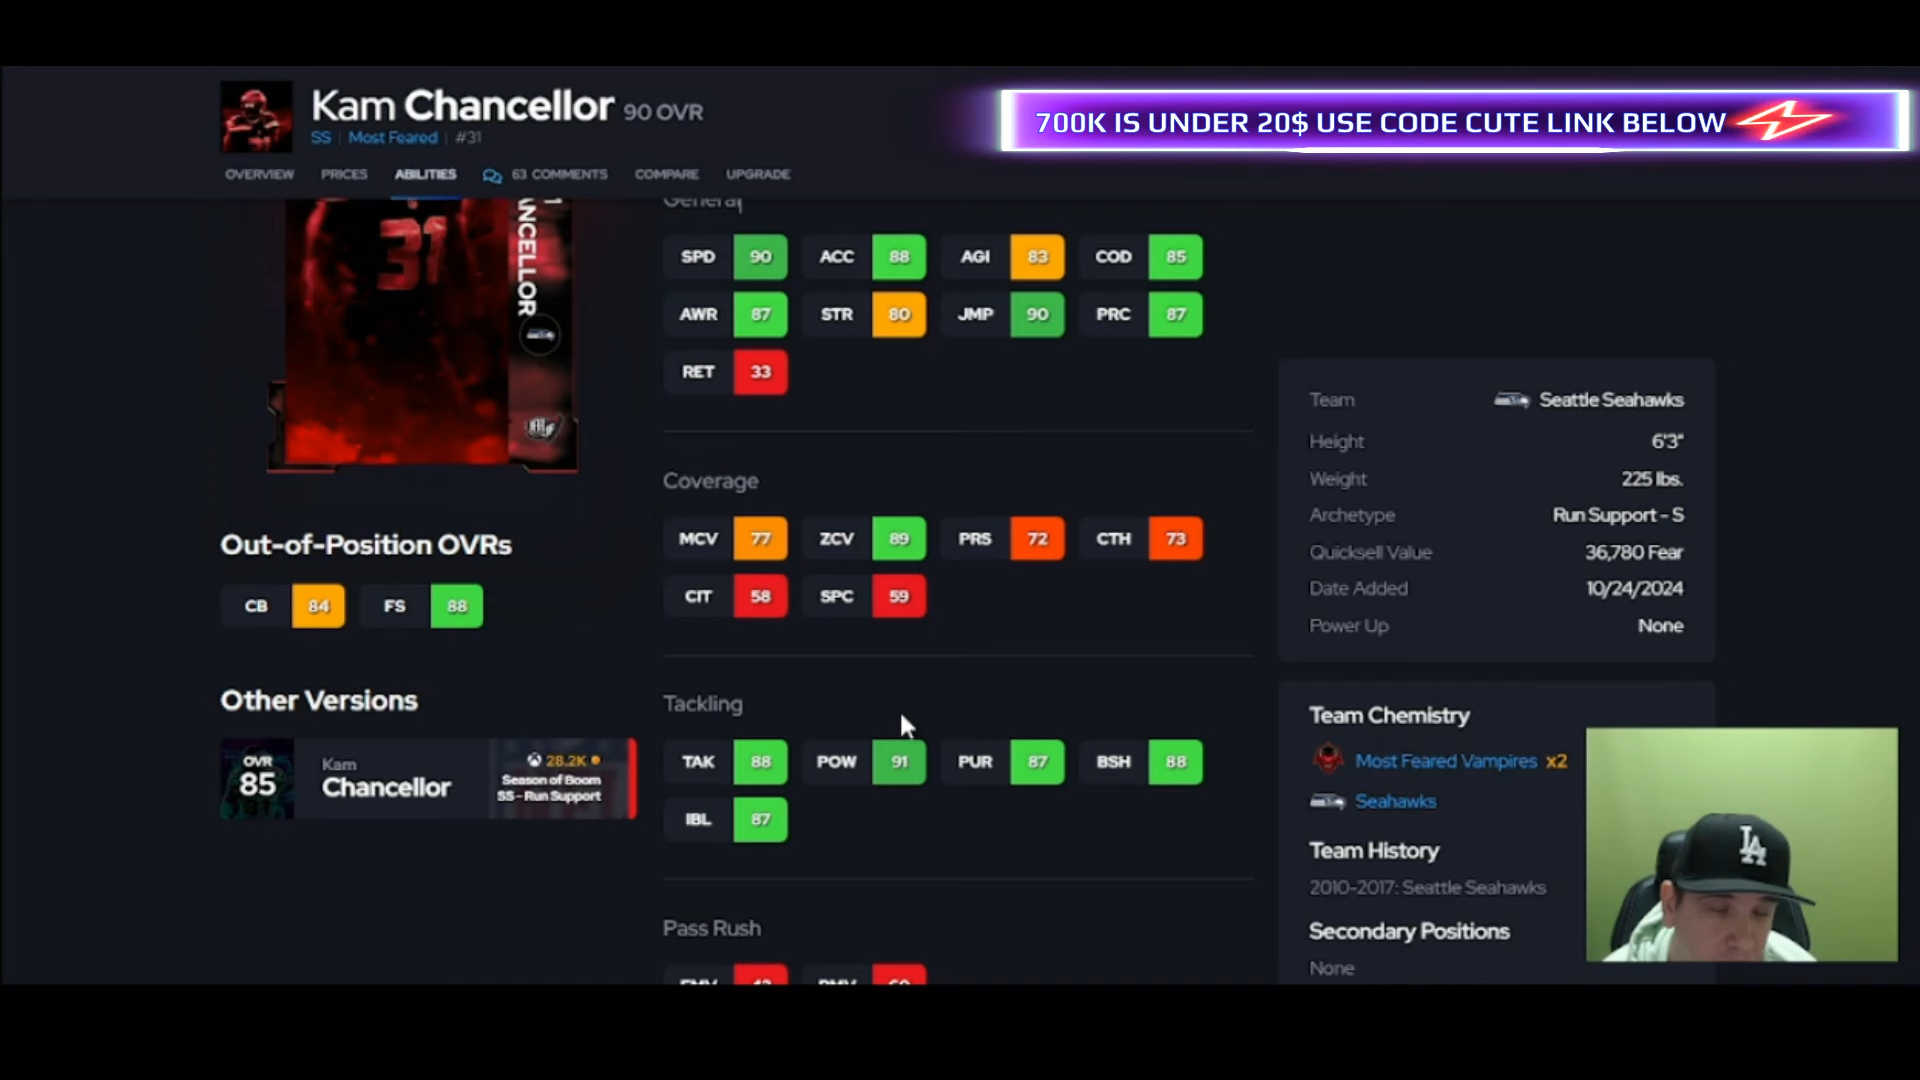 Kam Chancellor 90 OVR
SS | Most Feared | #31
700K IS UNDER 20$ USE CODE CUTE LINK BELOW
OVERVIEW PRICES ABILITIES 63 COMMENTS COMPARE UPGRADE
31
ANCELLOR
General
SPD 90 ACC 88 AGI 83 COD 85
AWR 87 STR 80 JMP 90 PRC 87
RET 33
Coverage
MCV 77 ZCV 89 PRS 72 CTH 73
CIT 58 SPC 59
Tackling
TAK 88 POW 91 PUR 87 BSH 88
IBL 87
Pass Rush
Out-of-Position OVRs
CB 84 FS 88
Other Versions
OVR
85
Kam
Chancellor
28.2K
Season of Boom
SS - Run Support
Team Seattle Seahawks
Height 6'3"
Weight 225 lbs.
Archetype Run Support - S
Quicksell Value 36,780 Fear
Date Added 10/24/2024
Power Up None
Team Chemistry
Most Feared Vampires x2
Seahawks
Team History
2010-2017: Seattle Seahawks
Secondary Positions
None
LA